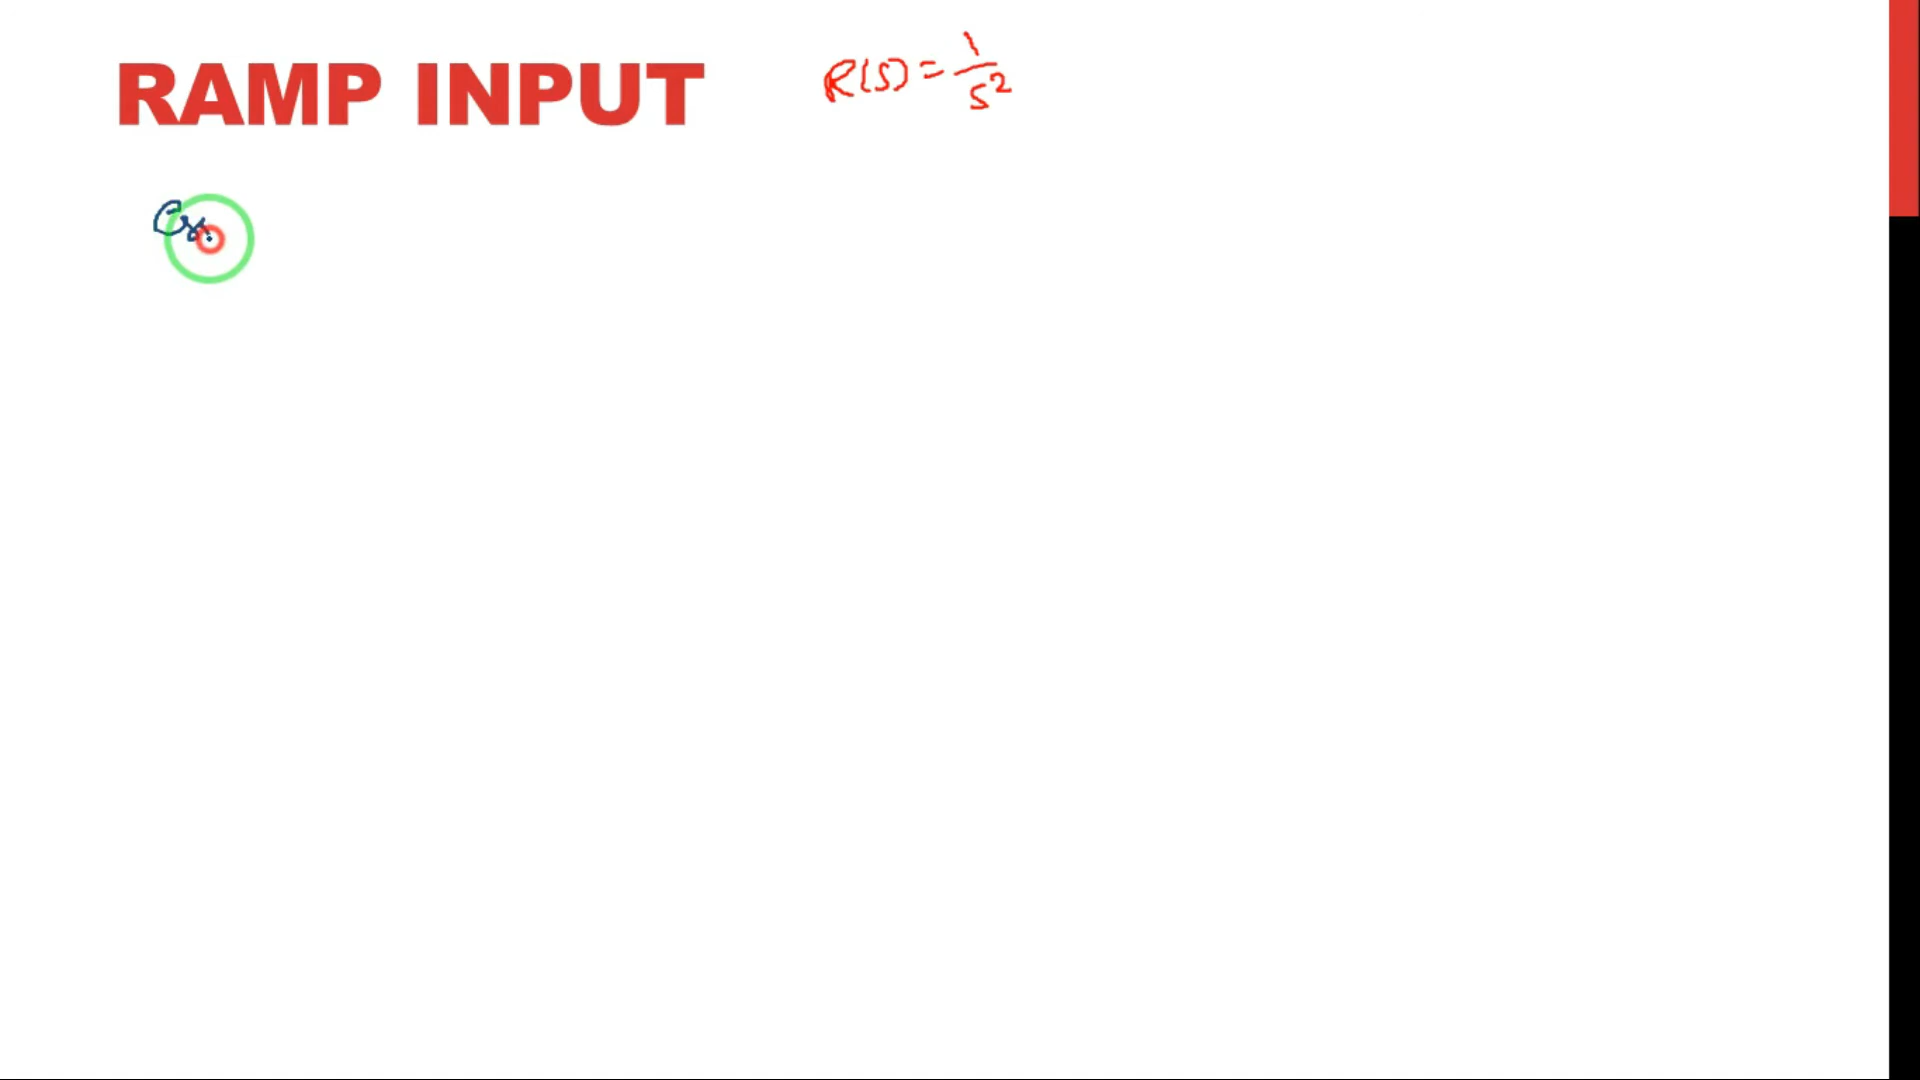 RAMP INPUT R(s) = 1/s²